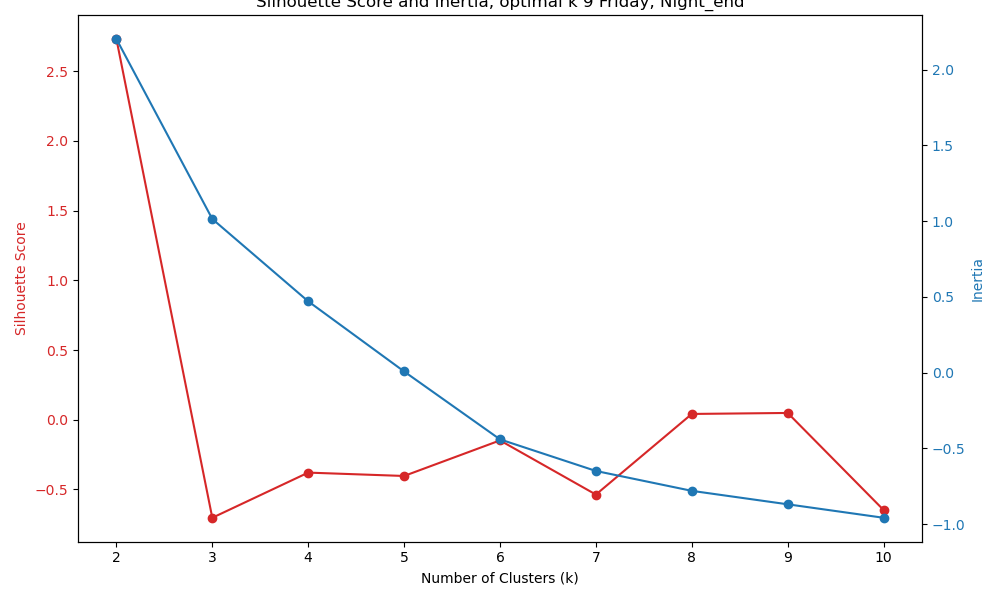 Silhouette Score and Inertia, optimal k 9 Friday, Night_end
2.5
2.0
1.5
1.0
0.5
0.0
−0.5
Silhouette Score
2.0
1.5
1.0
0.5
0.0
−0.5
−1.0
Inertia
2 3 4 5 6 7 8 9 10
Number of Clusters (k)